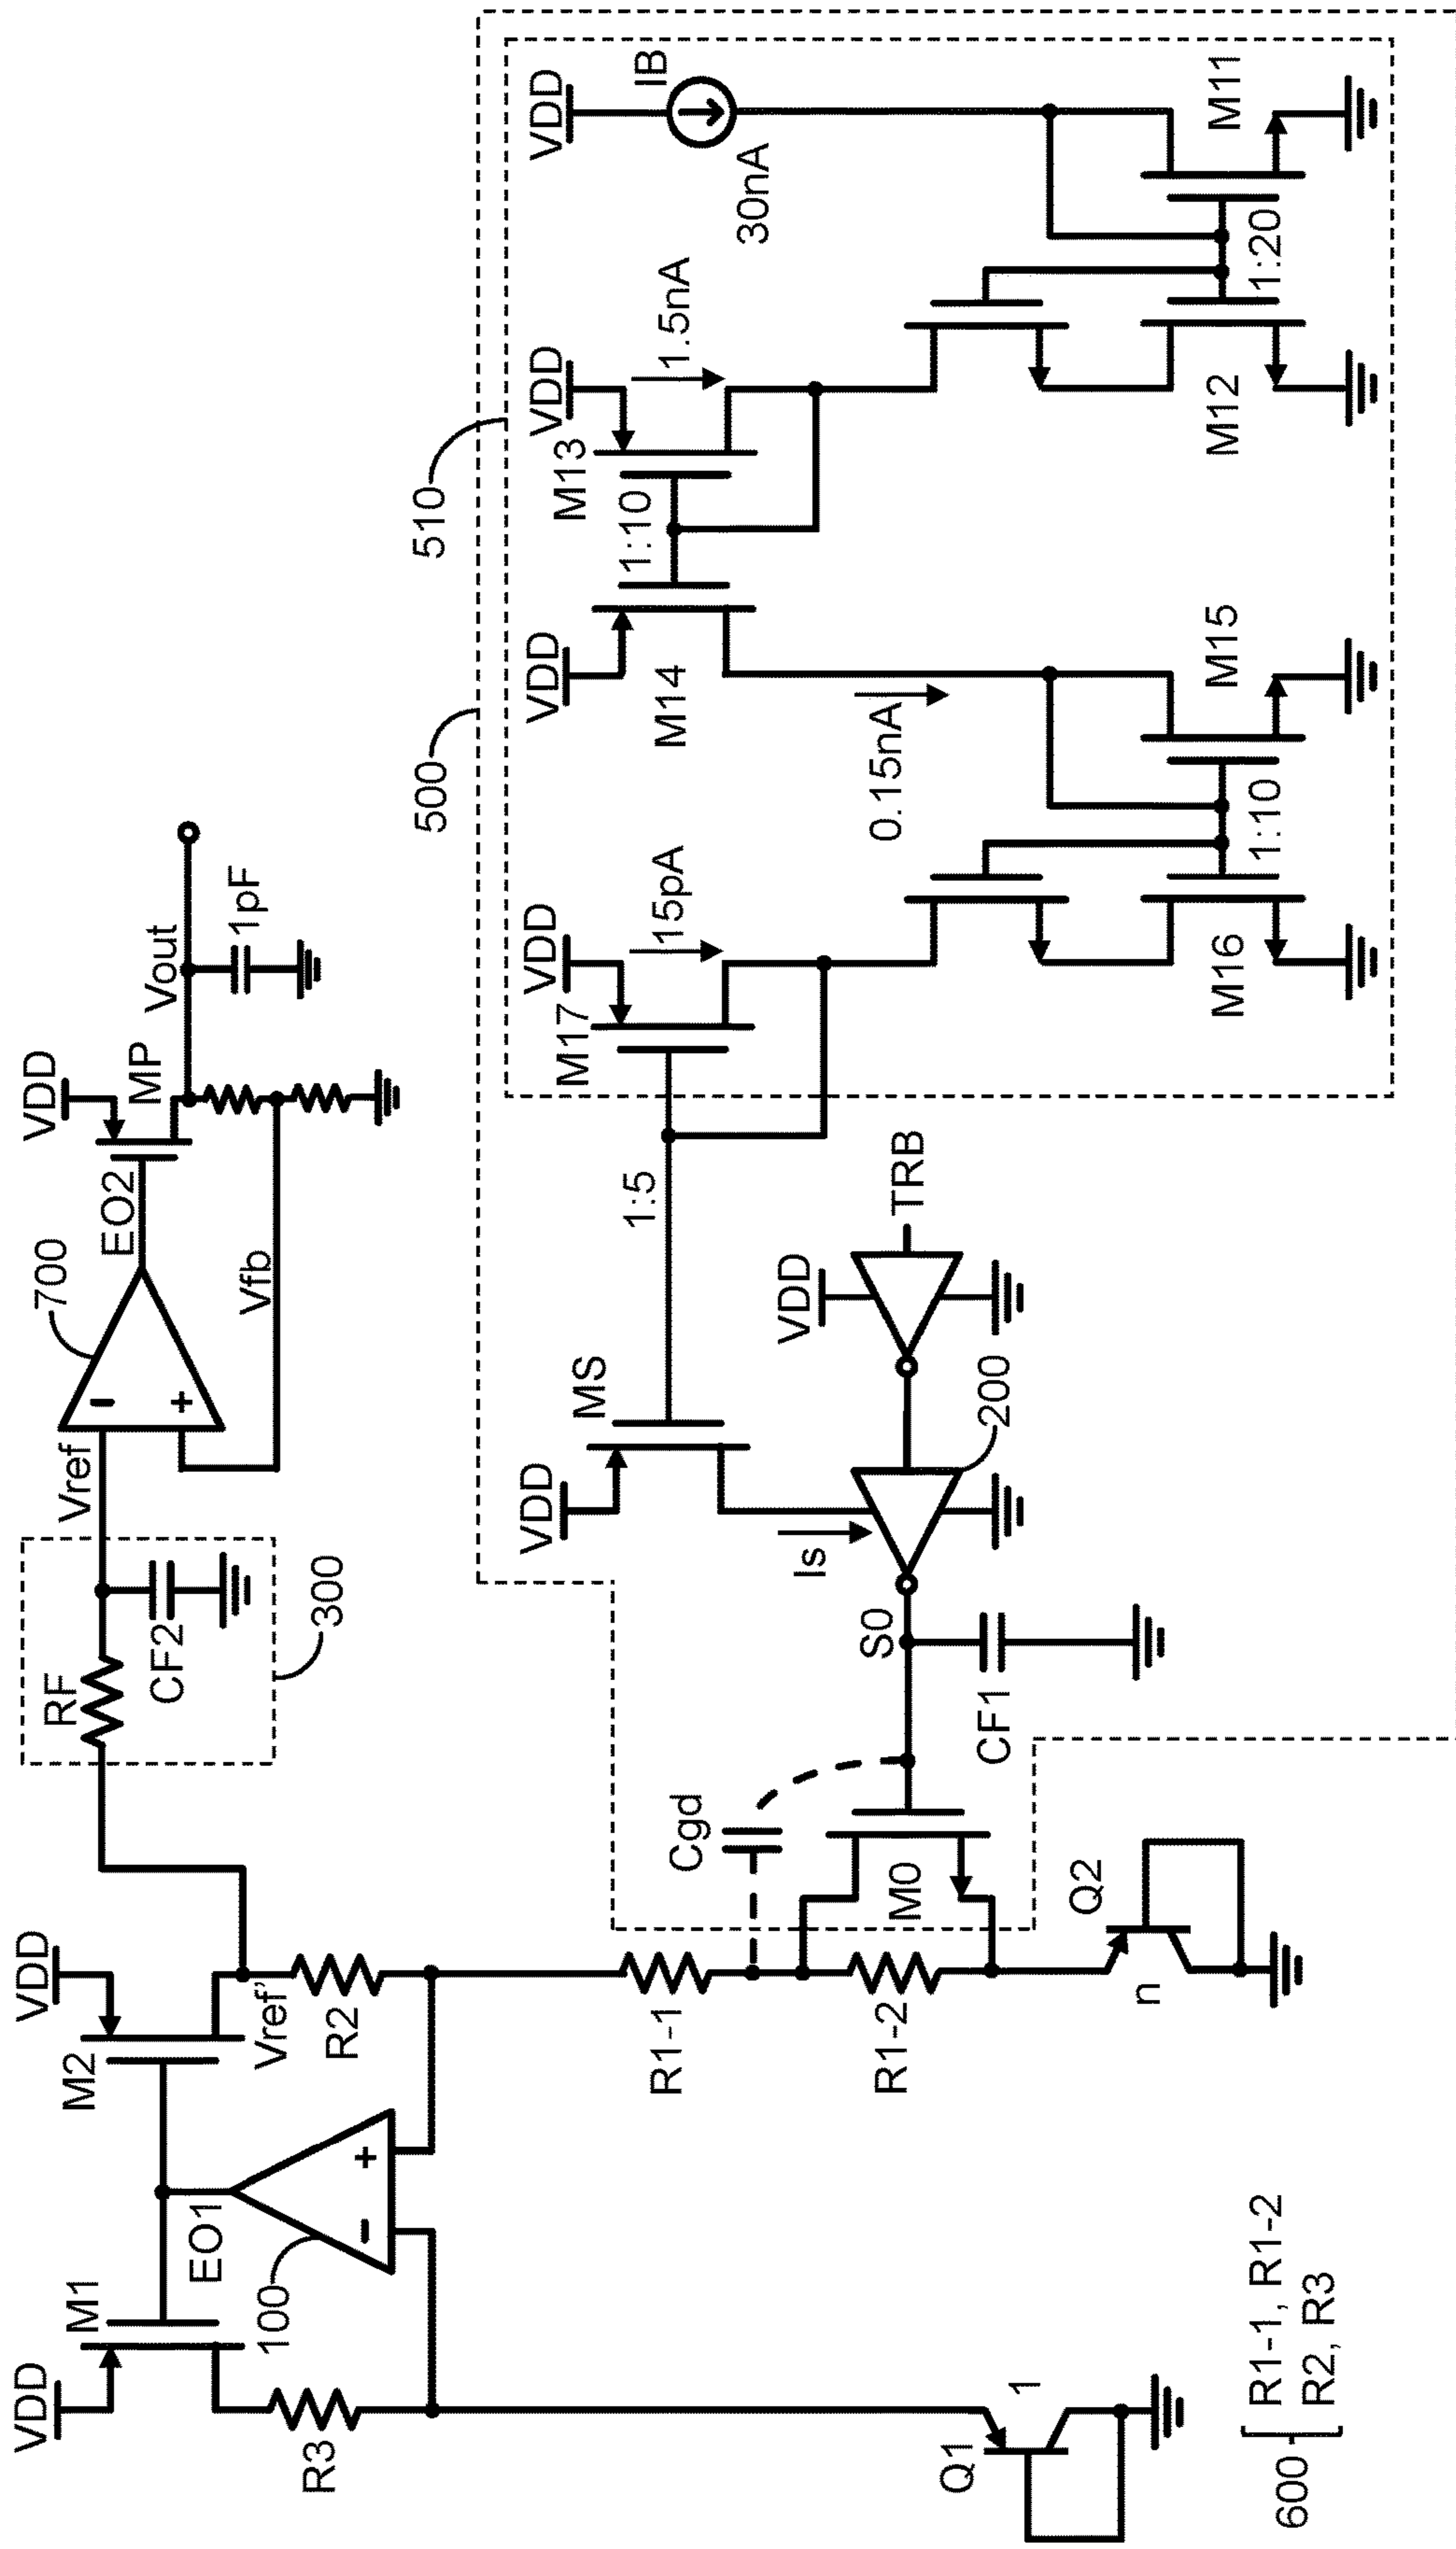 VDD
M1
EO1
100
R3
Q1
1
600
R1-1, R1-2
R2, R3
VDD
M2
Vref'
R2
R1-1
R1-2
Q2
n
RF
CF2
300
Vref
700
-
+
-
+
EO2
Vfb
VDD
MP
Vout
1pF
Cgd
M0
S0
CF1
Is
200
VDD
MS
1:5
VDD
TRB
500
510
VDD
M17
15pA
M16
1:10
M15
0.15nA
VDD
M14
1:10
M13
VDD
1.5nA
M12
1:20
M11
30nA
IB
VDD